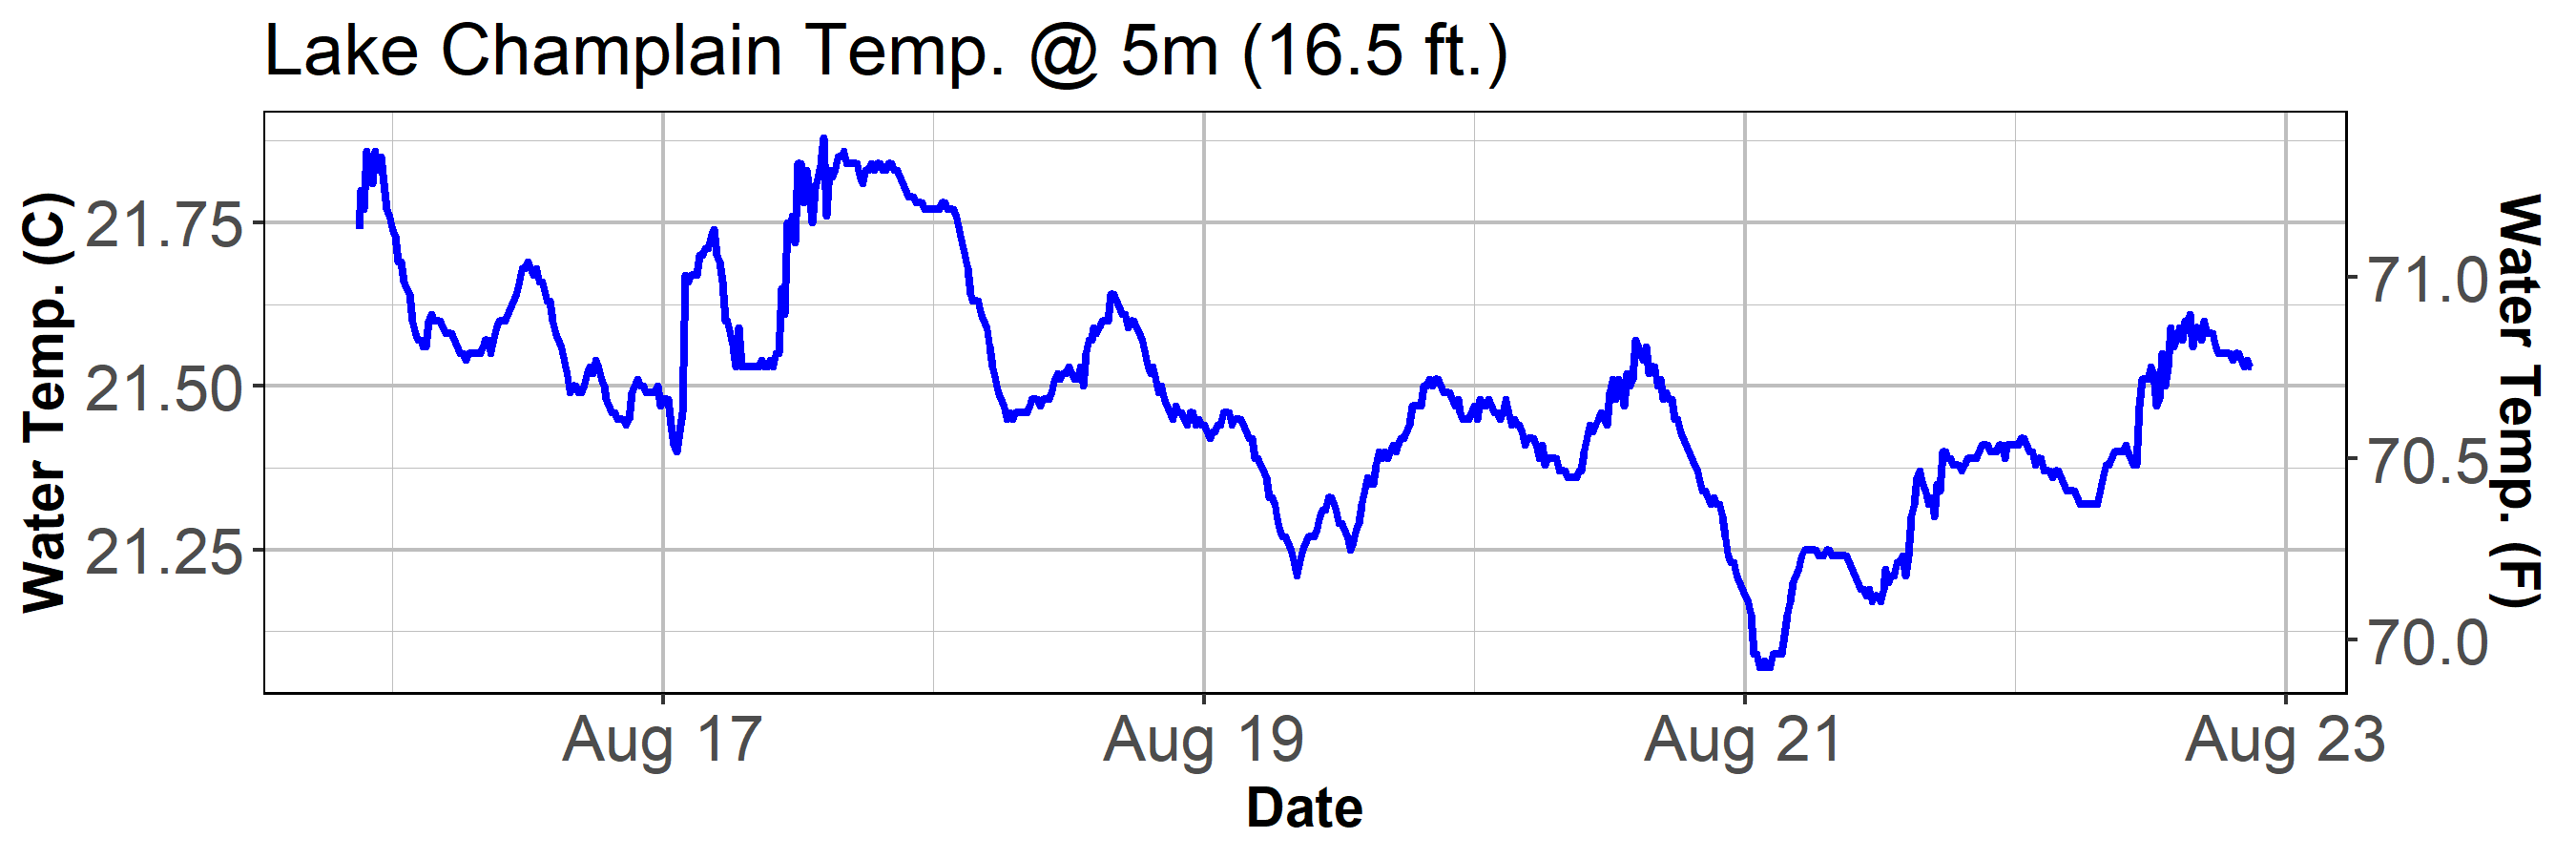 Lake Champlain Temp. @ 5m (16.5 ft.)
Water Temp. (C)
21.75
21.50
21.25
71.0
70.5
70.0
Water Temp. (F)
Aug 17
Aug 19
Aug 21
Aug 23
Date